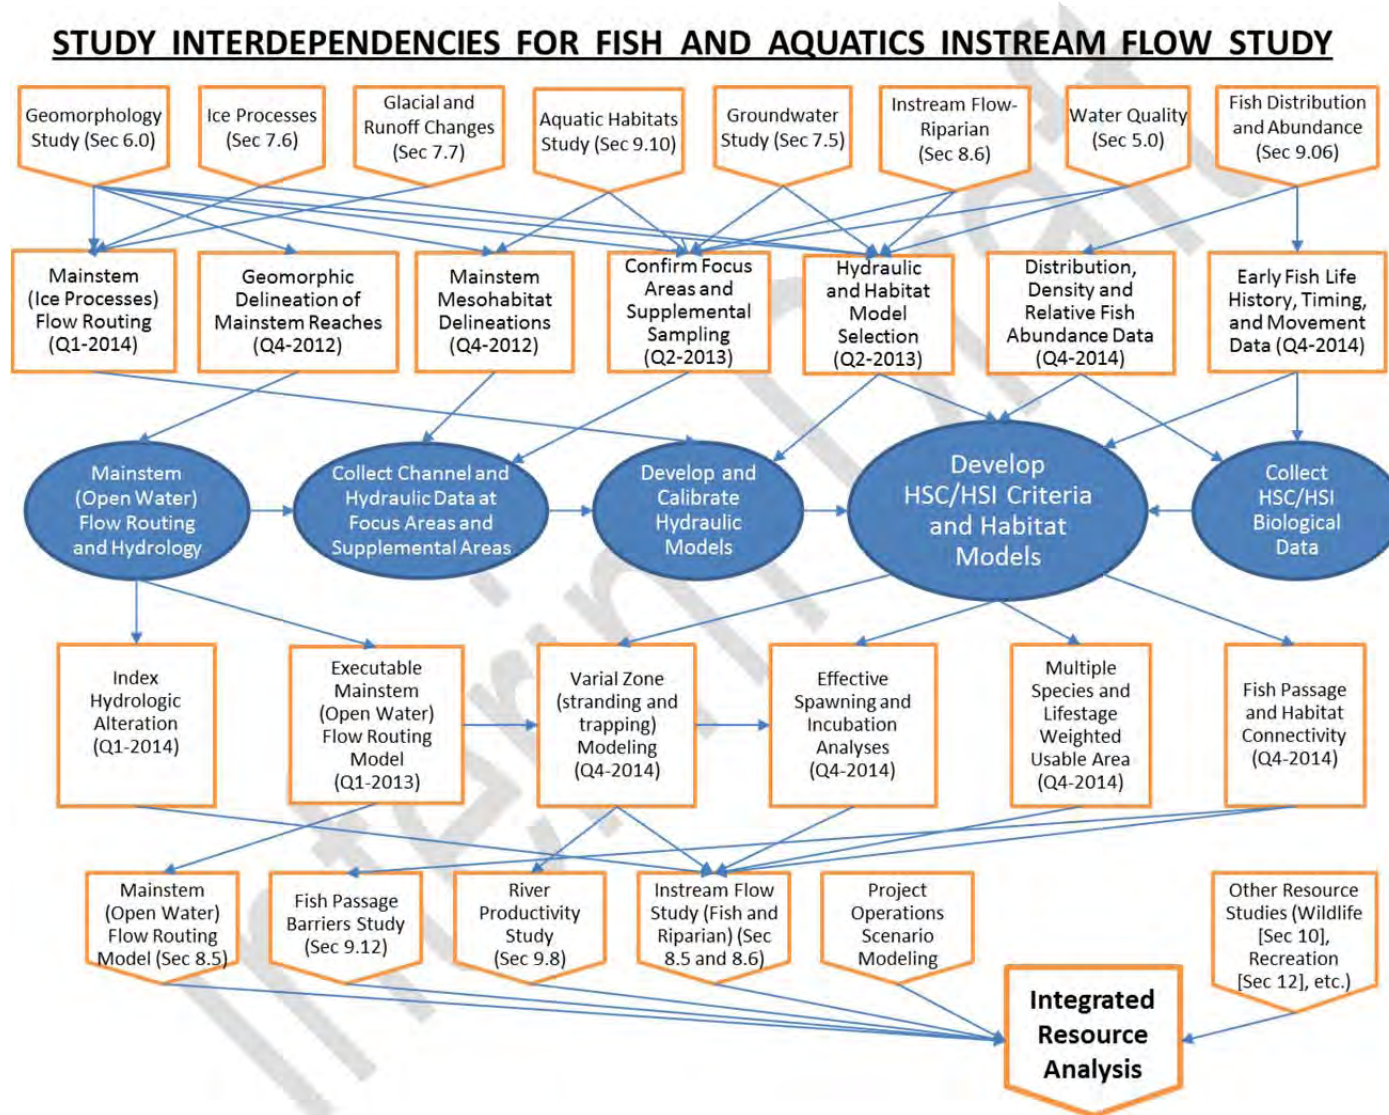 STUDY INTERDEPENDENCIES FOR FISH AND AQUATICS INSTREAM FLOW STUDY
Geomorphology
Study (Sec 6.0)
Ice Processes
(Sec 7.6)
Glacial and
Runoff Changes
(Sec 7.7)
Aquatic Habitats
Study (Sec 9.10)
Groundwater
Study (Sec 7.5)
Instream Flow-
Riparian
(Sec 8.6)
Water Quality
(Sec 5.0)
Fish Distribution
and Abundance
(Sec 9.06)
Mainstem
(Ice Processes)
Flow Routing
(Q1-2014)
Geomorphic
Delineation of
Mainstem Reaches
(Q4-2012)
Mainstem
Mesohabitat
Delineations
(Q4-2012)
Confirm Focus
Areas and
Supplemental
Sampling
(Q2-2013)
Hydraulic
and Habitat
Model
Selection
(Q2-2013)
Distribution,
Density and
Relative Fish
Abundance Data
(Q4-2014)
Early Fish Life
History, Timing,
and Movement
Data (Q4-2014)
Mainstem
(Open Water)
Flow Routing
and Hydrology
Collect Channel and
Hydraulic Data at
Focus Areas and
Supplemental Areas
Develop and
Calibrate
Hydraulic
Models
Develop
HSC/HSI Criteria
and Habitat
Models
Collect
HSC/HSI
Biological
Data
Index
Hydrologic
Alteration
(Q1-2014)
Executable
Mainstem
(Open Water)
Flow Routing
Model
(Q1-2013)
Varial Zone
(stranding and
trapping)
Modeling
(Q4-2014)
Effective
Spawning and
Incubation
Analyses
(Q4-2014)
Multiple
Species and
Lifestage
Weighted
Usable Area
(Q4-2014)
Fish Passage
and Habitat
Connectivity
(Q4-2014)
Mainstem
(Open Water)
Flow Routing
Model (Sec 8.5)
Fish Passage
Barriers Study
(Sec 9.12)
River
Productivity
Study
(Sec 9.8)
Instream Flow
Study (Fish and
Riparian) (Sec
8.5 and 8.6)
Project
Operations
Scenario
Modeling
Other Resource
Studies (Wildlife
[Sec 10],
Recreation
[Sec 12], etc.)
Integrated
Resource
Analysis
Interim Draft